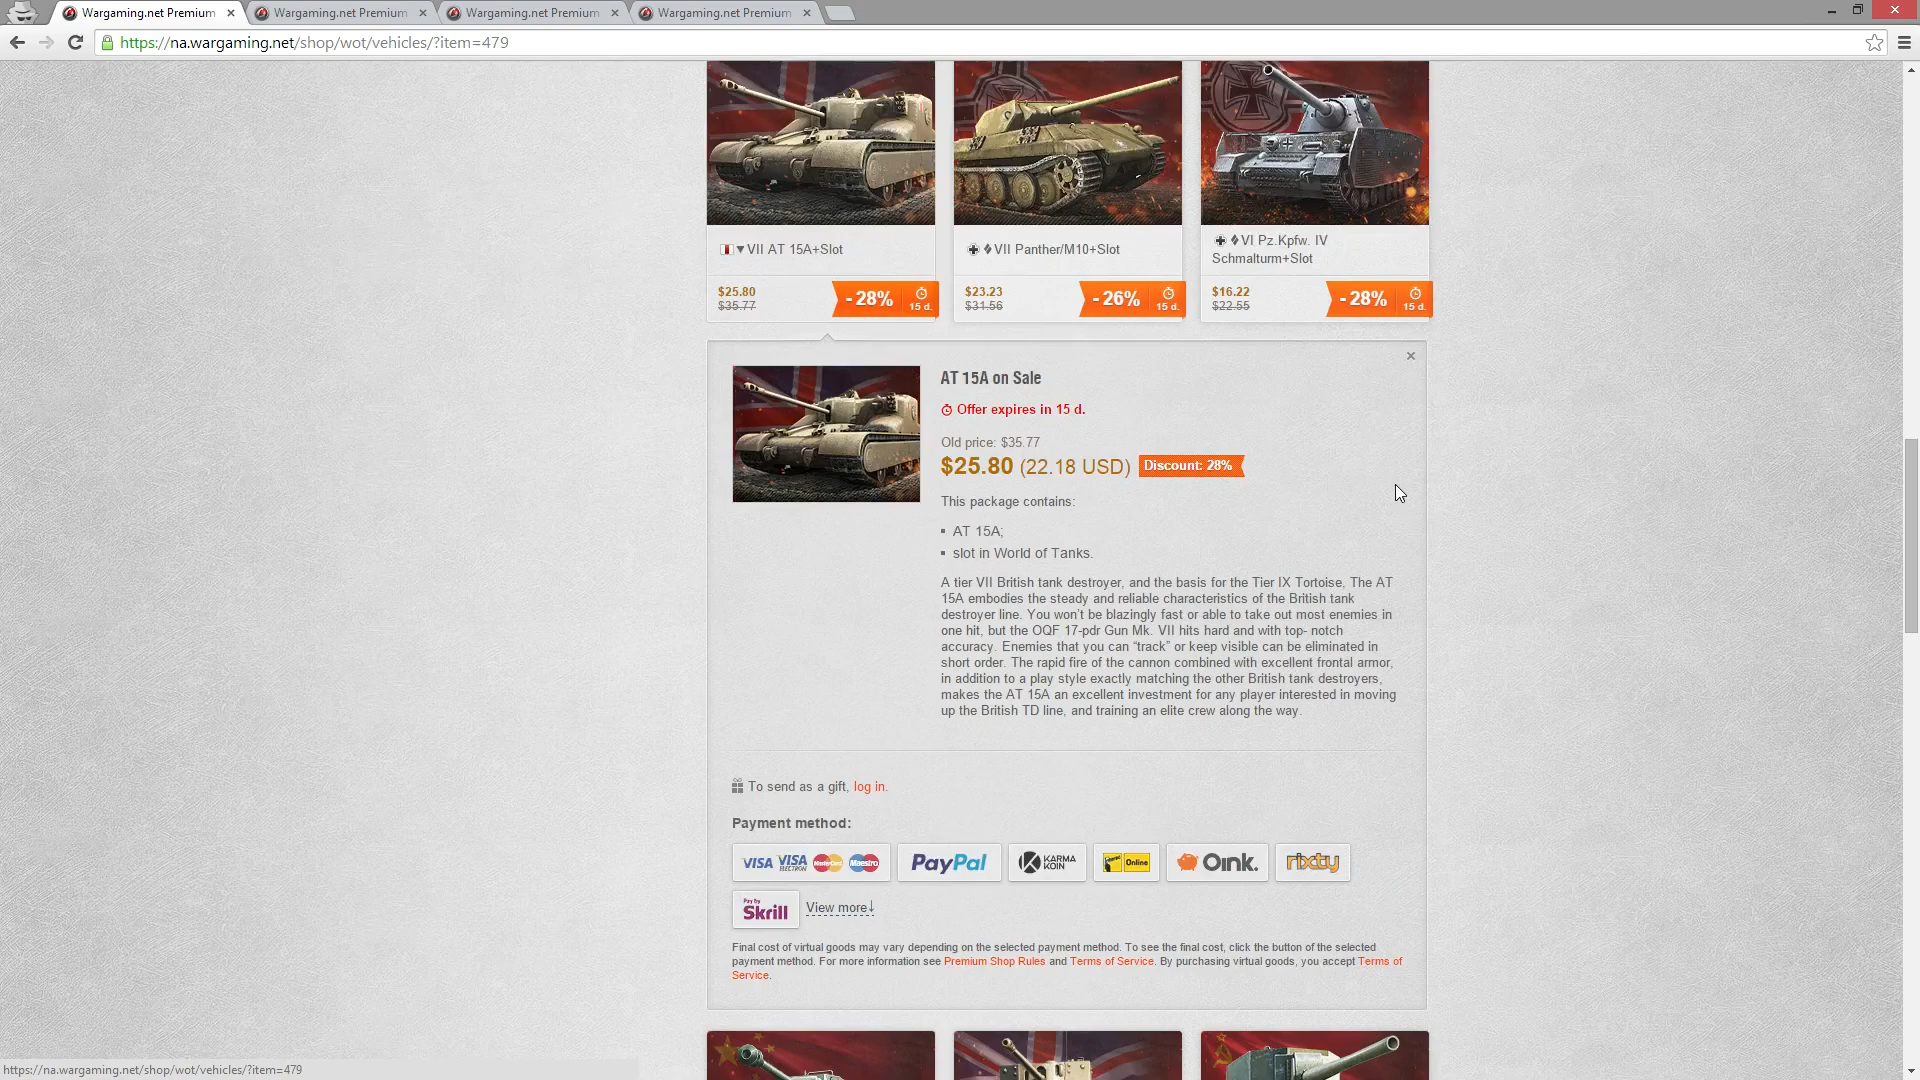 Wargaming.net Premium
Wargaming.net Premium
Wargaming.net Premium
Wargaming.net Premium
https://na.wargaming.net/shop/wot/vehicles/?item=479
VII AT 15A+Slot
$25.80
$35.77
- 28%
15 d.
VII Panther/M10+Slot
$23.23
$31.56
- 26%
15 d.
VI Pz.Kpfw. IV
Schmalturm+Slot
$16.22
$22.55
- 28%
15 d.
AT 15A on Sale
Offer expires in 15 d.
Old price: $35.77
$25.80 (22.18 USD) Discount: 28%
This package contains:
AT 15A;
slot in World of Tanks.
A tier VII British tank destroyer, and the basis for the Tier IX Tortoise, The AT
15A embodies the steady and reliable characteristics of the British tank
destroyer line. You won't be blazingly fast or able to take out most enemies in
one hit, but the OQF 17-pdr Gun Mk. VII hits hard and with top- notch
accuracy. Enemies that you can “track” or keep visible can be eliminated in
short order. The rapid fire of the cannon combined with excellent frontal armor,
in addition to a play style exactly matching the other British tank destroyers,
makes the AT 15A an excellent investment for any player interested in moving
up the British TD line, and training an elite crew along the way.
To send as a gift, log in.
Payment method:
VISA VISA ELECTRON MasterCard Maestro PayPal KARMA KOIN Interac Online Oink. rixty
Pay by Skrill View more↓
Final cost of virtual goods may vary depending on the selected payment method. To see the final cost, click the button of the selected
payment method. For more information see Premium Shop Rules and Terms of Service. By purchasing virtual goods, you accept Terms of
Service.
https://na.wargaming.net/shop/wot/vehicles/?item=479